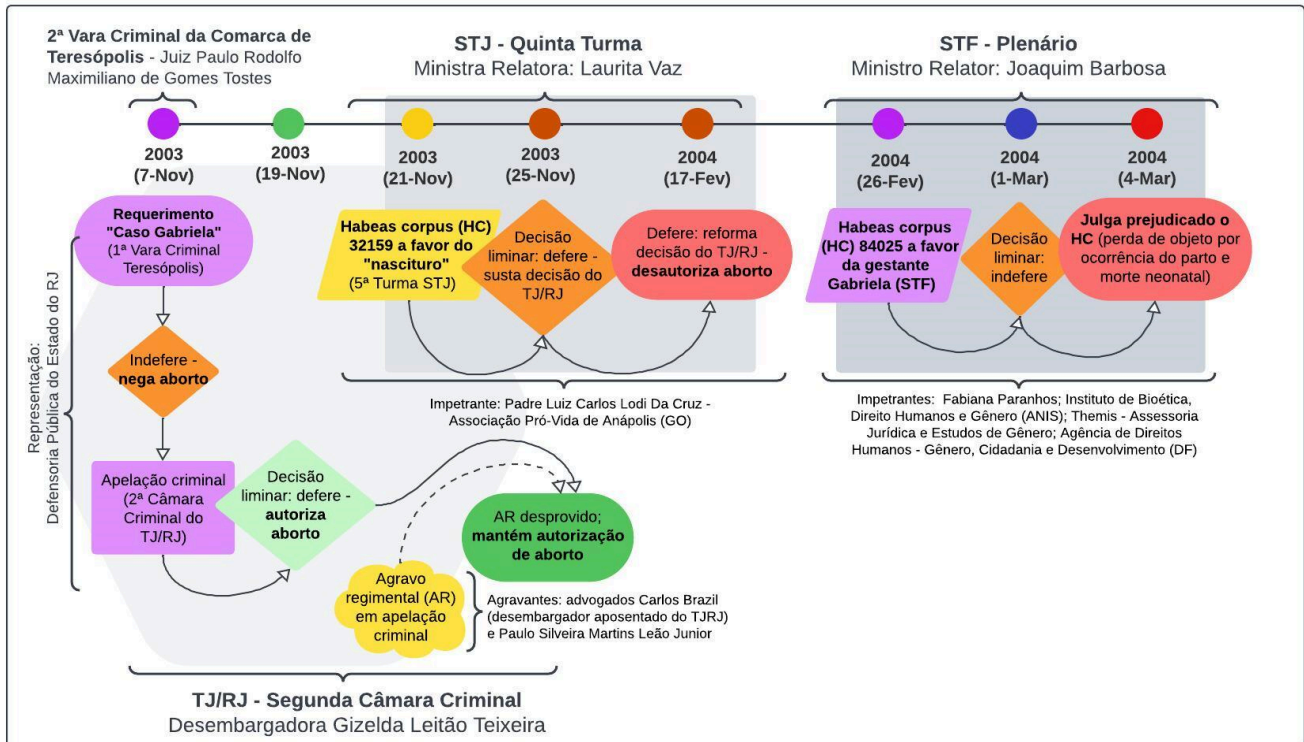 2ª Vara Criminal da Comarca de
Teresópolis - Juiz Paulo Rodolfo
Maximiliano de Gomes Tostes
STJ - Quinta Turma
Ministra Relatora: Laurita Vaz
STF - Plenário
Ministro Relator: Joaquim Barbosa
2003
(7-Nov)
2003
(19-Nov)
2003
(21-Nov)
2003
(25-Nov)
2004
(17-Fev)
2004
(26-Fev)
2004
(1-Mar)
2004
(4-Mar)
Representação:
Defensoria Pública do Estado do RJ
Requerimento
"Caso Gabriela"
(1ª Vara Criminal
Teresópolis)
Indefere -
nega aborto
Apelação criminal
(2ª Câmara
Criminal do
TJ/RJ)
Decisão
liminar: defere -
autoriza
aborto
Agravo
regimental (AR)
em apelação
criminal
AR desprovido;
mantém autorização
de aborto
Agravantes: advogados Carlos Brazil
(desembargador aposentado do TJRJ)
e Paulo Silveira Martins Leão Junior
TJ/RJ - Segunda Câmara Criminal
Desembargadora Gizelda Leitão Teixeira
Habeas corpus (HC)
32159 a favor do
"nascituro"
(5ª Turma STJ)
Decisão
liminar: defere -
susta decisão do
TJ/RJ
Defere: reforma
decisão do TJ/RJ -
desautoriza aborto
Impetrante: Padre Luiz Carlos Lodi Da Cruz -
Associação Pró-Vida de Anápolis (GO)
Habeas corpus
(HC) 84025 a favor
da gestante
Gabriela (STF)
Decisão
liminar:
indefere
Julga prejudicado o
HC (perda de objeto por
ocorrência do parto e
morte neonatal)
Impetrantes: Fabiana Paranhos; Instituto de Bioética,
Direito Humanos e Gênero (ANIS); Themis - Assessoria
Jurídica e Estudos de Gênero; Agência de Direitos
Humanos - Gênero, Cidadania e Desenvolvimento (DF)